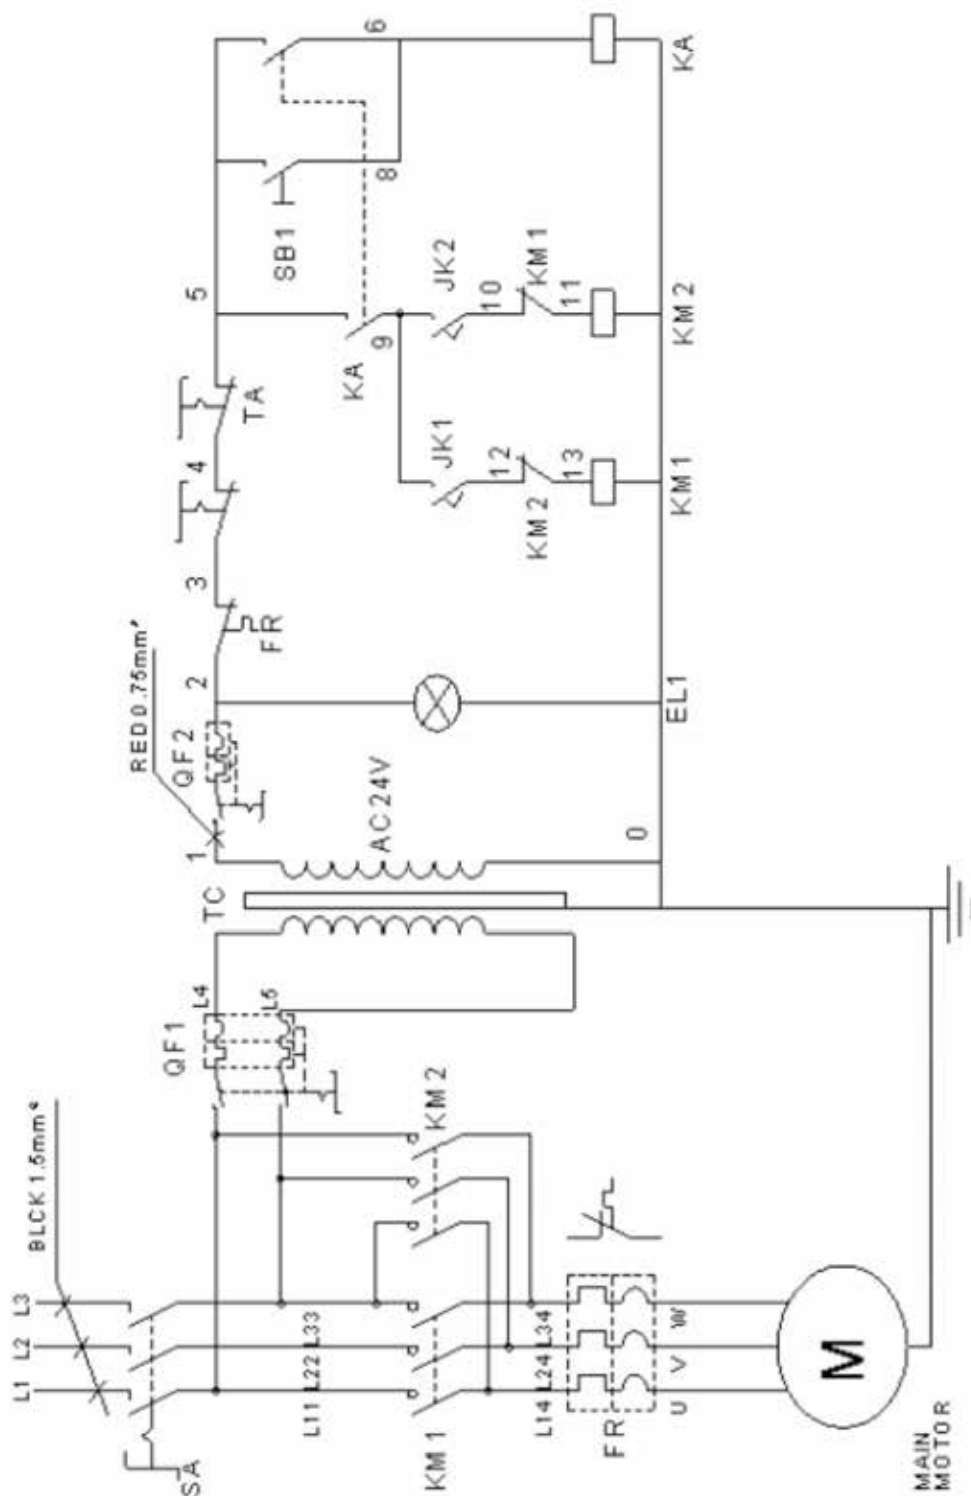 BLCK 1.5mm²
L1
L2
L3
SA
QF1
L4
L5
TC
AC24V
1
0
RED 0.75mm²
QF2
2
EL1
FR
3
4
TA
5
KA
9
JK1
12
KM2
13
KM1
JK2
10
KM1
11
KM2
SB1
8
6
KA
L11
L22
L33
KM1
KM2
L14
L24
L34
FR
U
V
W
M
MAIN
MOTOR